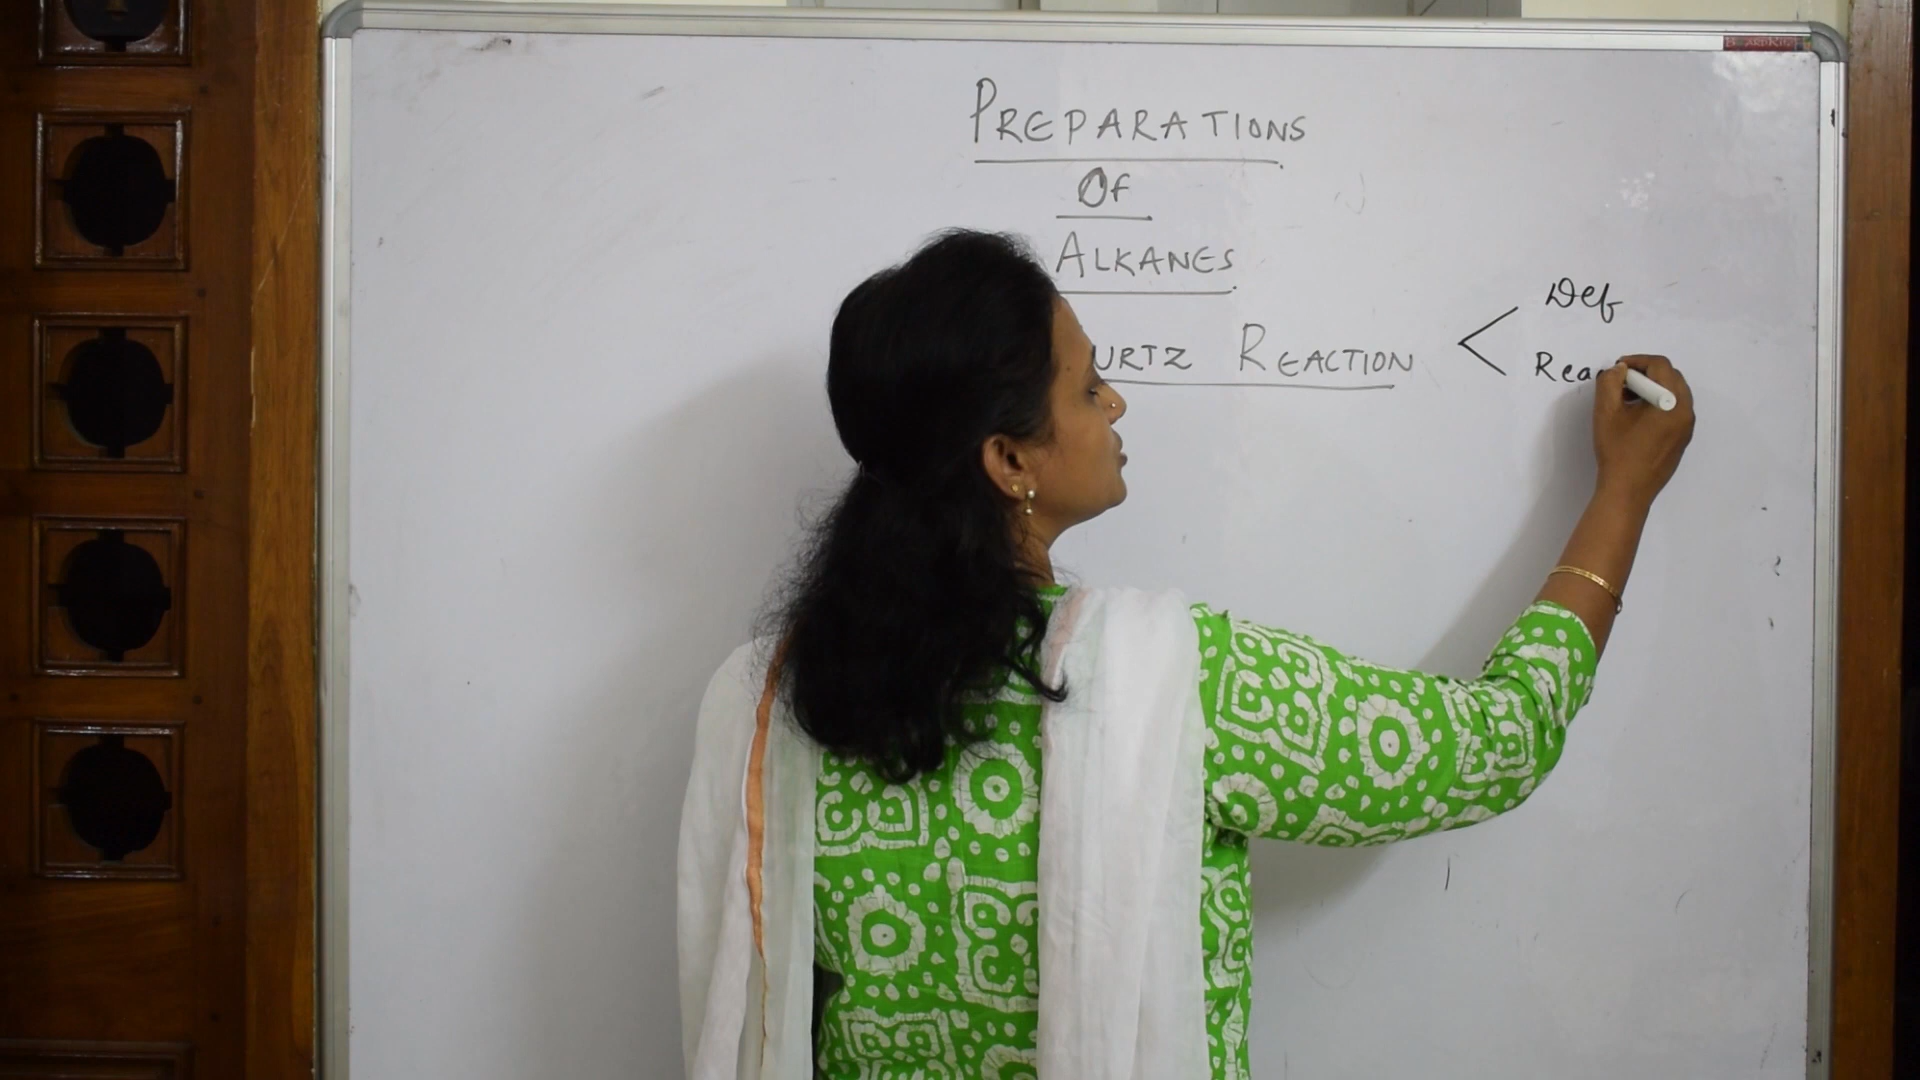 PREPARATIONS
OF
ALKANES
URTZ REACTION
Def
Rea